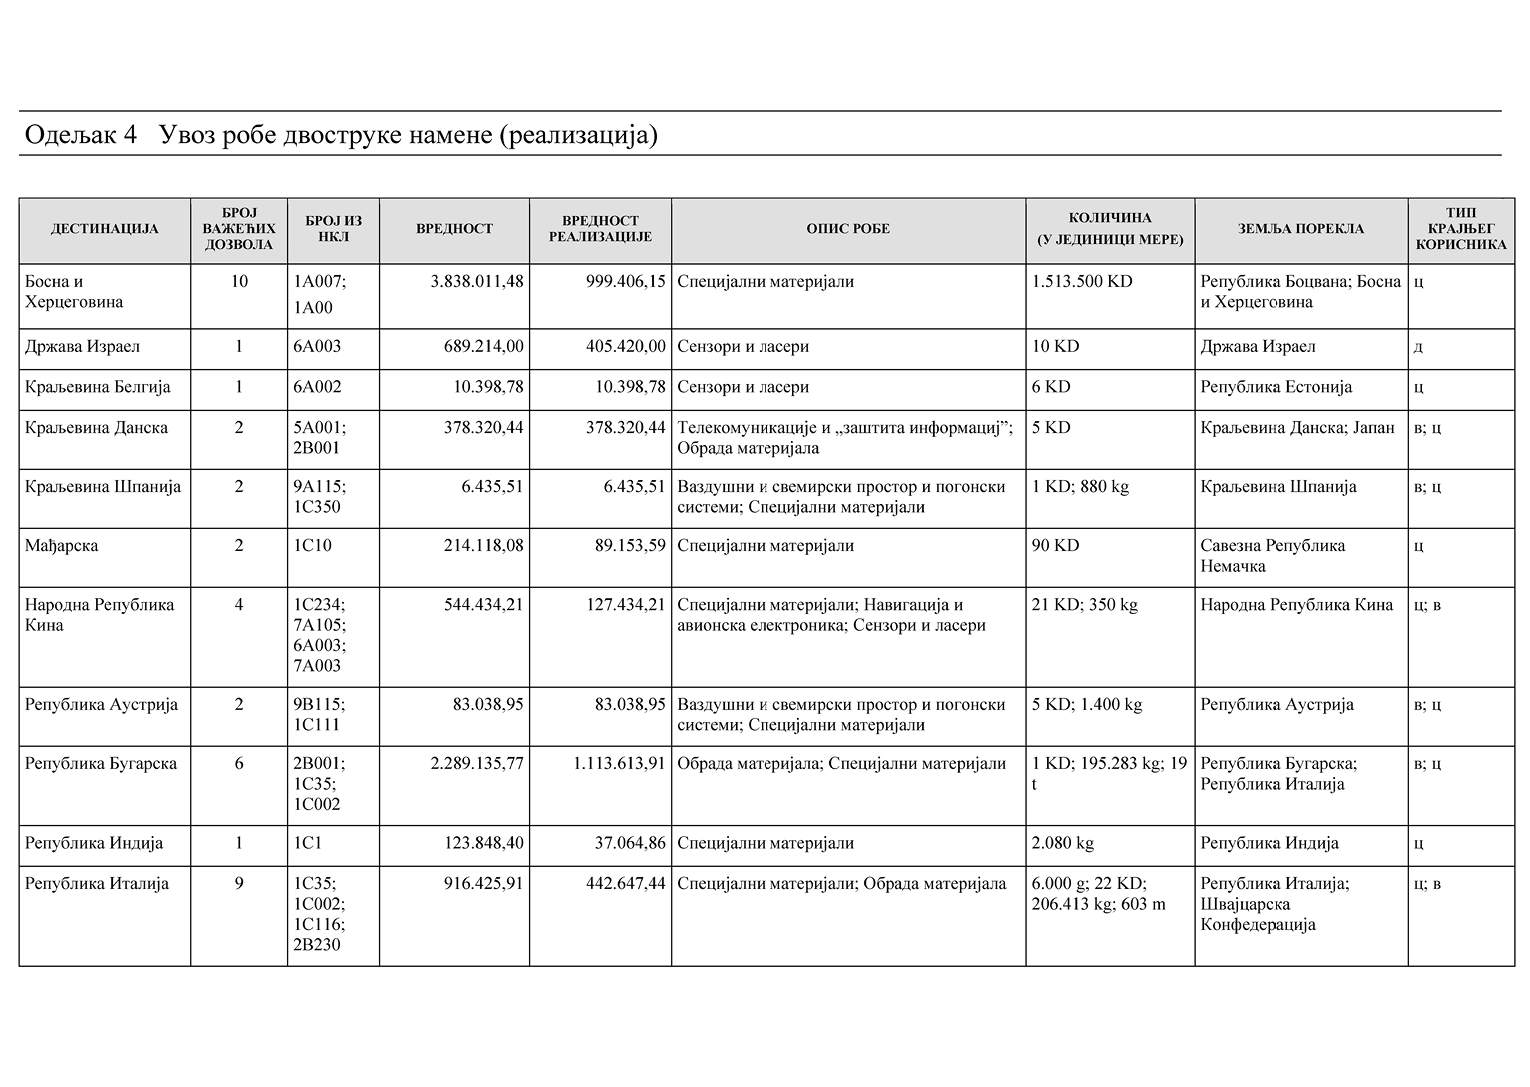 Одељак 4 Увоз робе двоструке намене (реализација)
ДЕСТИНАЦИЈА БРОЈ ВАЖЕЋИХ ДОЗВОЛА БРОЈ ИЗ НКЛ ВРЕДНОСТ ВРЕДНОСТ РЕАЛИЗАЦИЈЕ ОПИС РОБЕ КОЛИЧИНА (У ЈЕДИНИЦИ МЕРЕ) ЗЕМЉА ПОРЕКЛА ТИП КРАЈЊЕГ КОРИСНИКА
Босна и 10 1A007; 3.838.011,48 999.406,15 Специјални материјали 1.513.500 KD Република Боцвана; Босна ц
Херцеговина 1A00 и Херцеговина
Држава Израел 1 6A003 689.214,00 405.420,00 Сензори и ласери 10 KD Држава Израел д
Краљевина Белгија 1 6A002 10.398,78 10.398,78 Сензори и ласери 6 KD Република Естонија ц
Краљевина Данска 2 5A001; 378.320,44 378.320,44 Телекомуникације и „заштита информациј”; 5 KD Краљевина Данска; Јапан в; ц
2B001 Обрада материјала
Краљевина Шпанија 2 9A115; 6.435,51 6.435,51 Ваздушни и свемирски простор и погонски 1 KD; 880 kg Краљевина Шпанија в; ц
1C350 системи; Специјални материјали
Мађарска 2 1C10 214.118,08 89.153,59 Специјални материјали 90 KD Савезна Република ц
Немачка
Народна Република 4 1C234; 544.434,21 127.434,21 Специјални материјали; Навигација и 21 KD; 350 kg Народна Република Кина ц; в
Кина 7A105; авионска електроника; Сензори и ласери
6A003;
7A003
Република Аустрија 2 9B115; 83.038,95 83.038,95 Ваздушни и свемирски простор и погонски 5 KD; 1.400 kg Република Аустрија в; ц
1C111 системи; Специјални материјали
Република Бугарска 6 2B001; 2.289.135,77 1.113.613,91 Обрада материјала; Специјални материјали 1 KD; 195.283 kg; 19 Република Бугарска; в; ц
1C35; t Република Италија
1C002
Република Индија 1 1C1 123.848,40 37.064,86 Специјални материјали 2.080 kg Република Индија ц
Република Италија 9 1C35; 916.425,91 442.647,44 Специјални материјали; Обрада материјала 6.000 g; 22 KD; Република Италија; ц; в
1C002; 206.413 kg; 603 m Швајцарска
1C116; Конфедерација
2B230